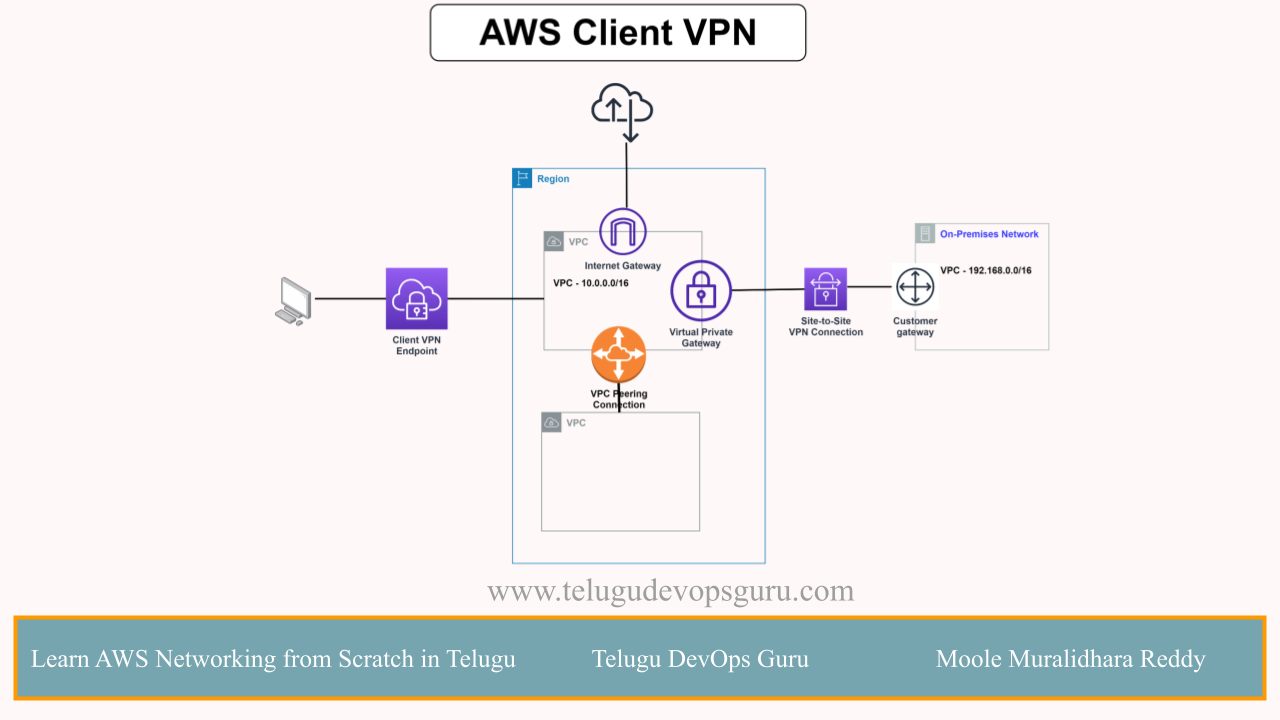 AWS Client VPN
Region
VPC
Internet Gateway
VPC - 10.0.0.0/16
Client VPN
Endpoint
Virtual Private
Gateway
Site-to-Site
VPN Connection
Customer
gateway
On-Premises Network
VPC - 192.168.0.0/16
VPC Peering
Connection
VPC
www.telugudevopsguru.com
Learn AWS Networking from Scratch in Telugu
Telugu DevOps Guru
Moole Muralidhara Reddy